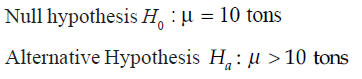 Null hypothesis H₀ : μ = 10 tons
Alternative Hypothesis Hₐ : μ > 10 tons